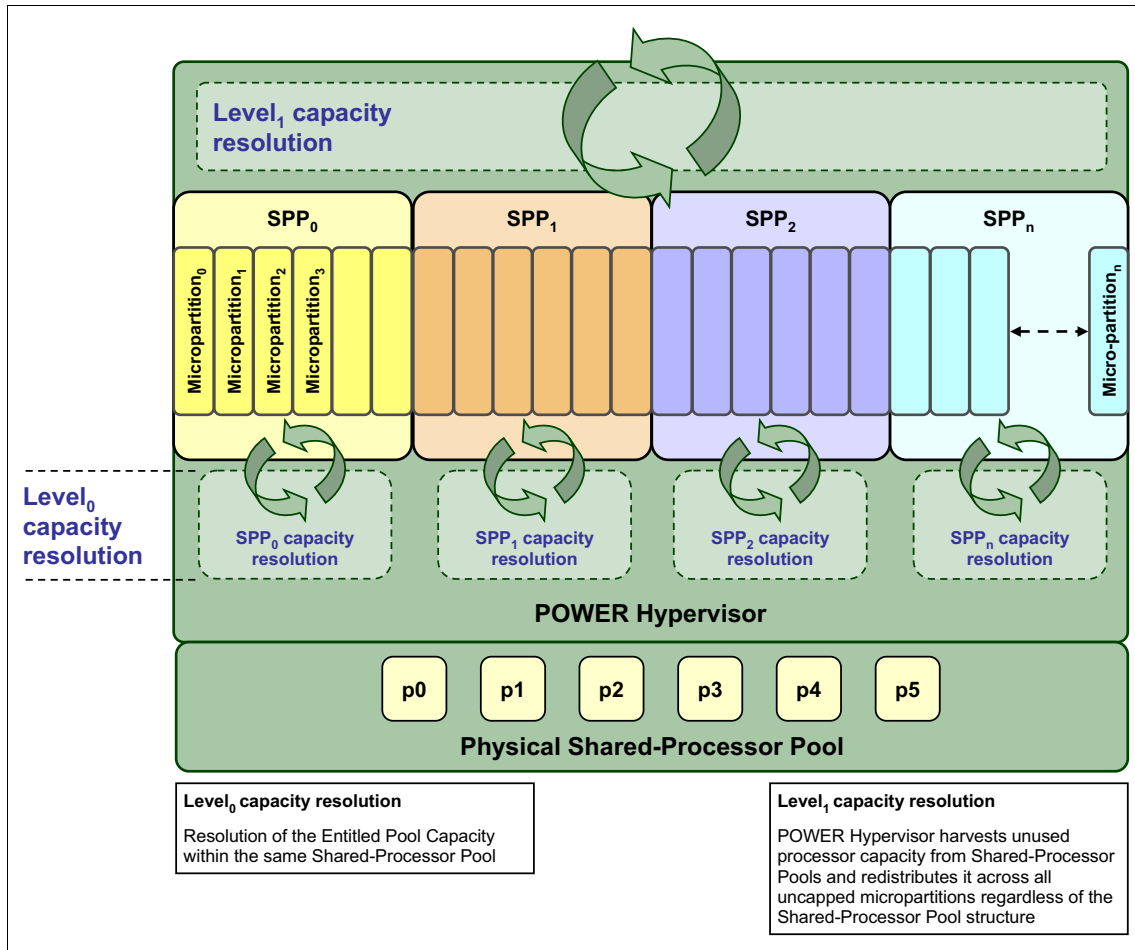 Level₁ capacity
resolution
SPP₀
SPP₁
SPP₂
SPPₙ
Micropartition₀
Micropartition₁
Micropartition₂
Micropartition₃
Micro-partitionₙ
Level₀
capacity
resolution
SPP₀ capacity
resolution
SPP₁ capacity
resolution
SPP₂ capacity
resolution
SPPₙ capacity
resolution
POWER Hypervisor
p0
p1
p2
p3
p4
p5
Physical Shared-Processor Pool
Level₀ capacity resolution
Resolution of the Entitled Pool Capacity
within the same Shared-Processor Pool
Level₁ capacity resolution
POWER Hypervisor harvests unused
processor capacity from Shared-Processor
Pools and redistributes it across all
uncapped micropartitions regardless of the
Shared-Processor Pool structure